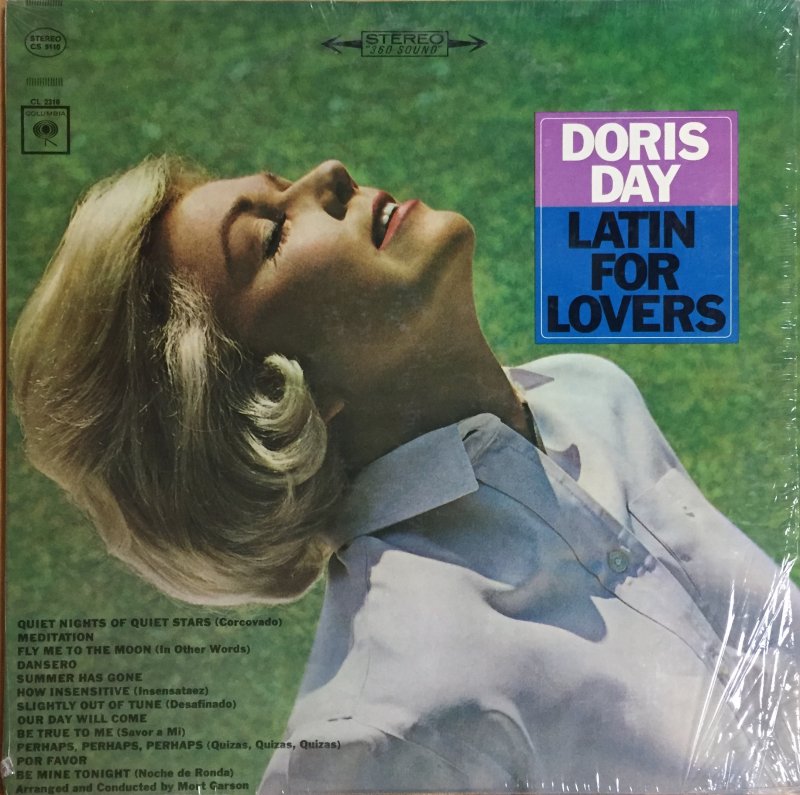 STEREO
CS 9110
STEREO
"360 SOUND"
CL 2310
COLUMBIA
DORIS
DAY
LATIN
FOR
LOVERS
QUIET NIGHTS OF QUIET STARS (Corcovado)
MEDITATION
FLY ME TO THE MOON (In Other Words)
DANSERO
SUMMER HAS GONE
HOW INSENSITIVE (Insensataez)
SLIGHTLY OUT OF TUNE (Desafinado)
OUR DAY WILL COME
BE TRUE TO ME (Savor a Mi)
PERHAPS, PERHAPS, PERHAPS (Quizas, Quizas, Quizas)
POR FAVOR
BE MINE TONIGHT (Noche de Ronda)
Arranged and Conducted by Mort Garson